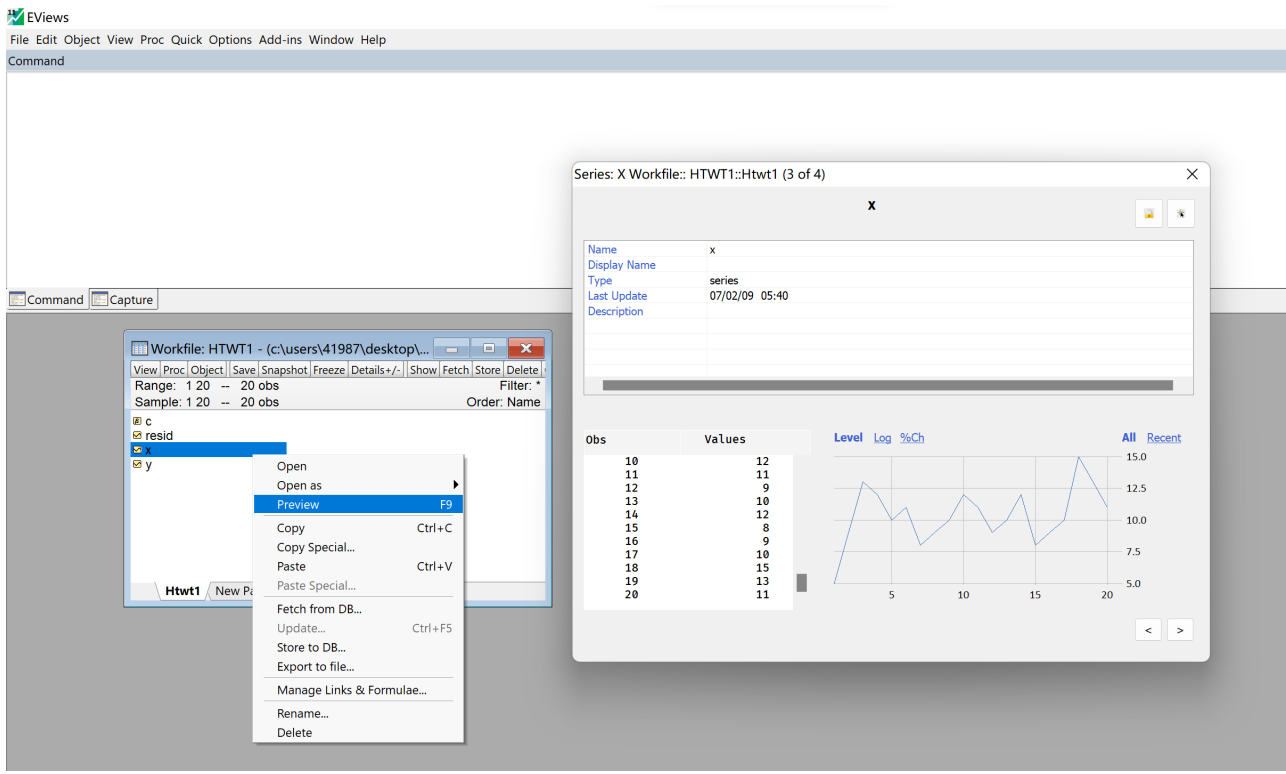 EViews
File Edit Object View Proc Quick Options Add-ins Window Help
Command
Command Capture
Workfile: HTWT1 - (c:\users\41987\desktop\...
View Proc Object Save Snapshot Freeze Details+/- Show Fetch Store Delete
Range: 1 20 -- 20 obs Filter: *
Sample: 1 20 -- 20 obs Order: Name
c
resid
x
y
Htwt1 New Pa
Open
Open as
Preview F9
Copy Ctrl+C
Copy Special...
Paste Ctrl+V
Paste Special...
Fetch from DB...
Update... Ctrl+F5
Store to DB...
Export to file...
Manage Links & Formulae...
Rename...
Delete
Series: X Workfile:: HTWT1::Htwt1 (3 of 4)
x
Name x
Display Name
Type series
Last Update 07/02/09 05:40
Description
Obs Values
10 12
11 11
12 9
13 10
14 12
15 8
16 9
17 10
18 15
19 13
20 11
Level Log %Ch All Recent
15.0
12.5
10.0
7.5
5.0
5 10 15 20
< >